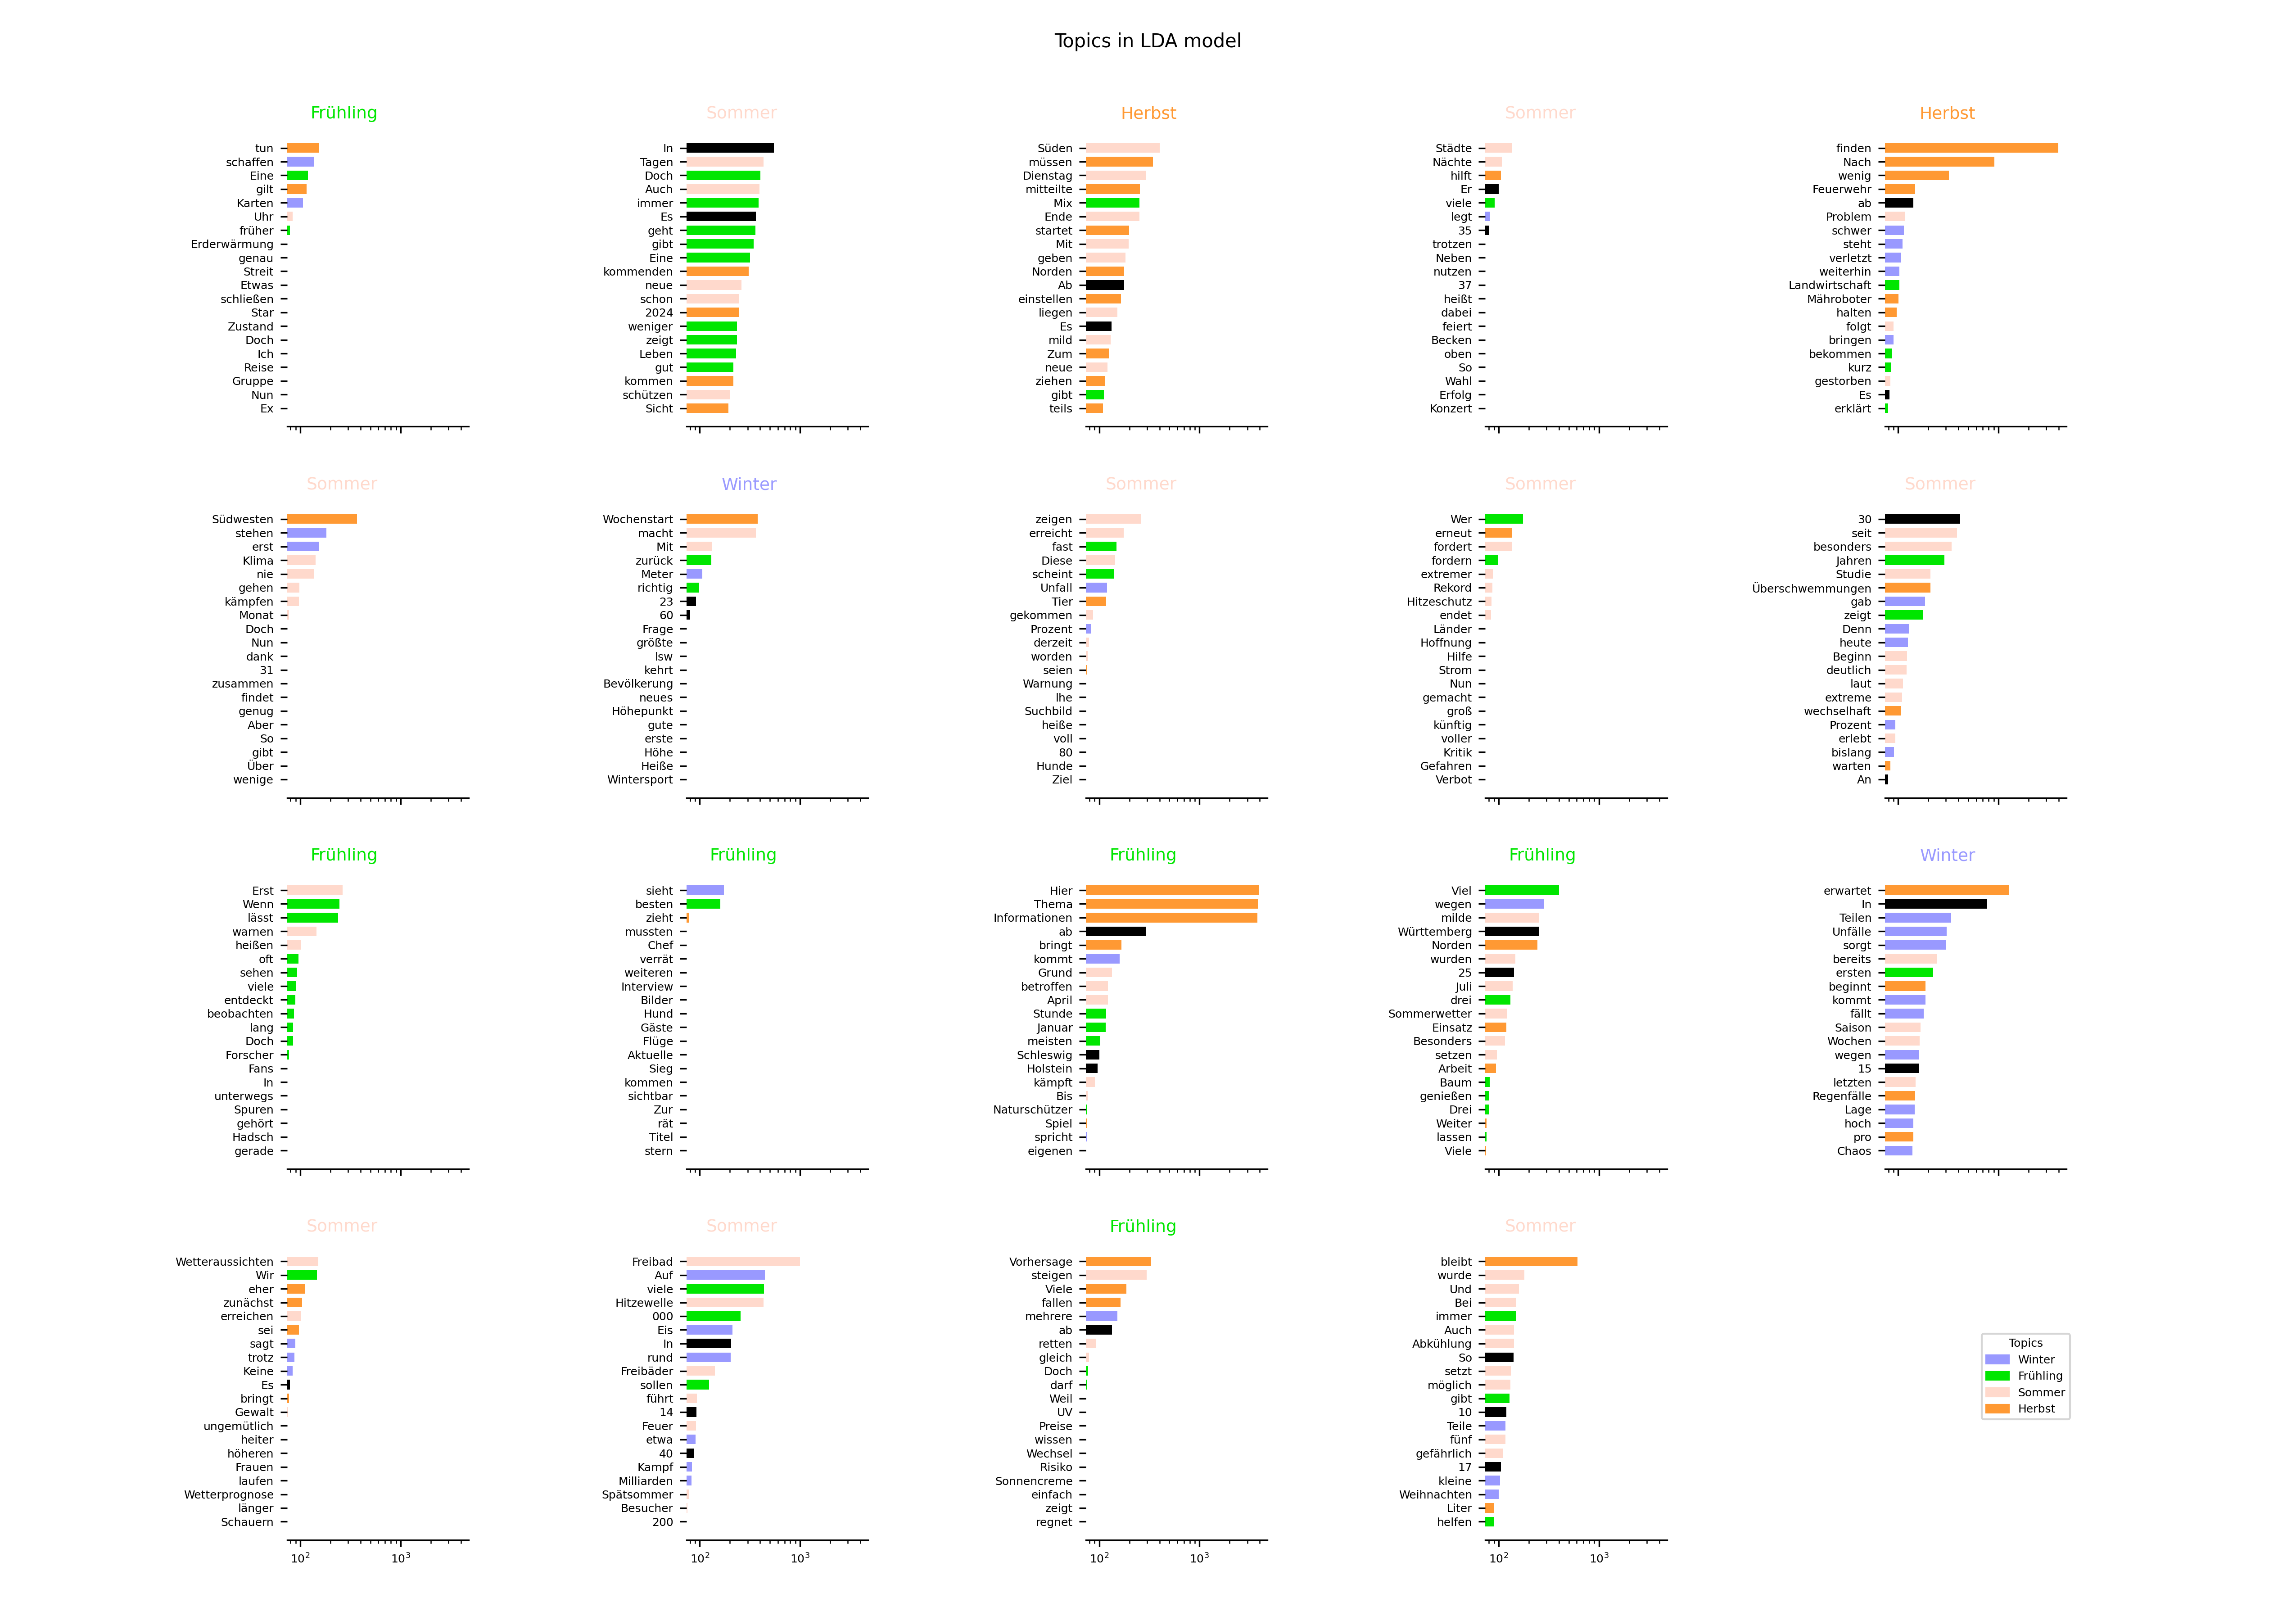 Topics in LDA model
Frühling
tun
schaffen
Eine
gilt
Karten
Uhr
früher
Erderwärmung
genau
Streit
Etwas
schließen
Star
Zustand
Doch
Ich
Reise
Gruppe
Nun
Ex
Sommer
In
Tagen
Doch
Auch
immer
Es
geht
gibt
Eine
kommenden
neue
schon
2024
weniger
zeigt
Leben
gut
kommen
schützen
Sicht
Herbst
Süden
müssen
Dienstag
mitteilte
Mix
Ende
startet
Mit
geben
Norden
Ab
einstellen
liegen
Es
mild
Zum
neue
ziehen
gibt
teils
Sommer
Städte
Nächte
hilft
Er
viele
legt
35
trotzen
Neben
nutzen
37
heißt
dabei
feiert
Becken
oben
So
Wahl
Erfolg
Konzert
Herbst
finden
Nach
wenig
Feuerwehr
ab
Problem
schwer
steht
verletzt
weiterhin
Landwirtschaft
Mähroboter
halten
folgt
bringen
bekommen
kurz
gestorben
Es
erklärt
Sommer
Südwesten
stehen
erst
Klima
nie
gehen
kämpfen
Monat
Doch
Nun
dank
31
zusammen
findet
genug
Aber
So
gibt
Über
wenige
Winter
Wochenstart
macht
Mit
zurück
Meter
richtig
23
60
Frage
größte
lsw
kehrt
Bevölkerung
neues
Höhepunkt
gute
erste
Höhe
Heiße
Wintersport
Sommer
zeigen
erreicht
fast
Diese
scheint
Unfall
Tier
gekommen
Prozent
derzeit
worden
seien
Warnung
lhe
Suchbild
heiße
voll
80
Hunde
Ziel
Sommer
Wer
erneut
fordert
fordern
extremer
Rekord
Hitzeschutz
endet
Länder
Hoffnung
Hilfe
Strom
Nun
gemacht
groß
künftig
voller
Kritik
Gefahren
Verbot
Sommer
30
seit
besonders
Jahren
Studie
Überschwemmungen
gab
zeigt
Denn
heute
Beginn
deutlich
laut
extreme
wechselhaft
Prozent
erlebt
bislang
warten
An
Frühling
Erst
Wenn
lässt
warnen
heißen
oft
sehen
viele
entdeckt
beobachten
lang
Doch
Forscher
Fans
In
unterwegs
Spuren
gehört
Hadsch
gerade
Frühling
sieht
besten
zieht
mussten
Chef
verrät
weiteren
Interview
Bilder
Hund
Gäste
Flüge
Aktuelle
Sieg
kommen
sichtbar
Zur
rät
Titel
stern
Frühling
Hier
Thema
Informationen
ab
bringt
kommt
Grund
betroffen
April
Stunde
Januar
meisten
Schleswig
Holstein
kämpft
Bis
Naturschützer
Spiel
spricht
eigenen
Frühling
Viel
wegen
milde
Württemberg
Norden
wurden
25
Juli
drei
Sommerwetter
Einsatz
Besonders
setzen
Arbeit
Baum
genießen
Drei
Weiter
lassen
Viele
Winter
erwartet
In
Teilen
Unfälle
sorgt
bereits
ersten
beginnt
kommt
fällt
Saison
Wochen
wegen
15
letzten
Regenfälle
Lage
hoch
pro
Chaos
Sommer
Wetteraussichten
Wir
eher
zunächst
erreichen
sei
sagt
trotz
Keine
Es
bringt
Gewalt
ungemütlich
heiter
höheren
Frauen
laufen
Wetterprognose
länger
Schauern
10²
10³
Sommer
Freibad
Auf
viele
Hitzewelle
000
Eis
In
rund
Freibäder
sollen
führt
14
Feuer
etwa
40
Kampf
Milliarden
Spätsommer
Besucher
200
10²
10³
Frühling
Vorhersage
steigen
Viele
fallen
mehrere
ab
retten
gleich
Doch
darf
Weil
UV
Preise
wissen
Wechsel
Risiko
Sonnencreme
einfach
zeigt
regnet
10²
10³
Sommer
bleibt
wurde
Und
Bei
immer
Auch
Abkühlung
So
setzt
möglich
gibt
10
Teile
fünf
gefährlich
17
kleine
Weihnachten
Liter
helfen
10²
10³
Topics
Winter
Frühling
Sommer
Herbst